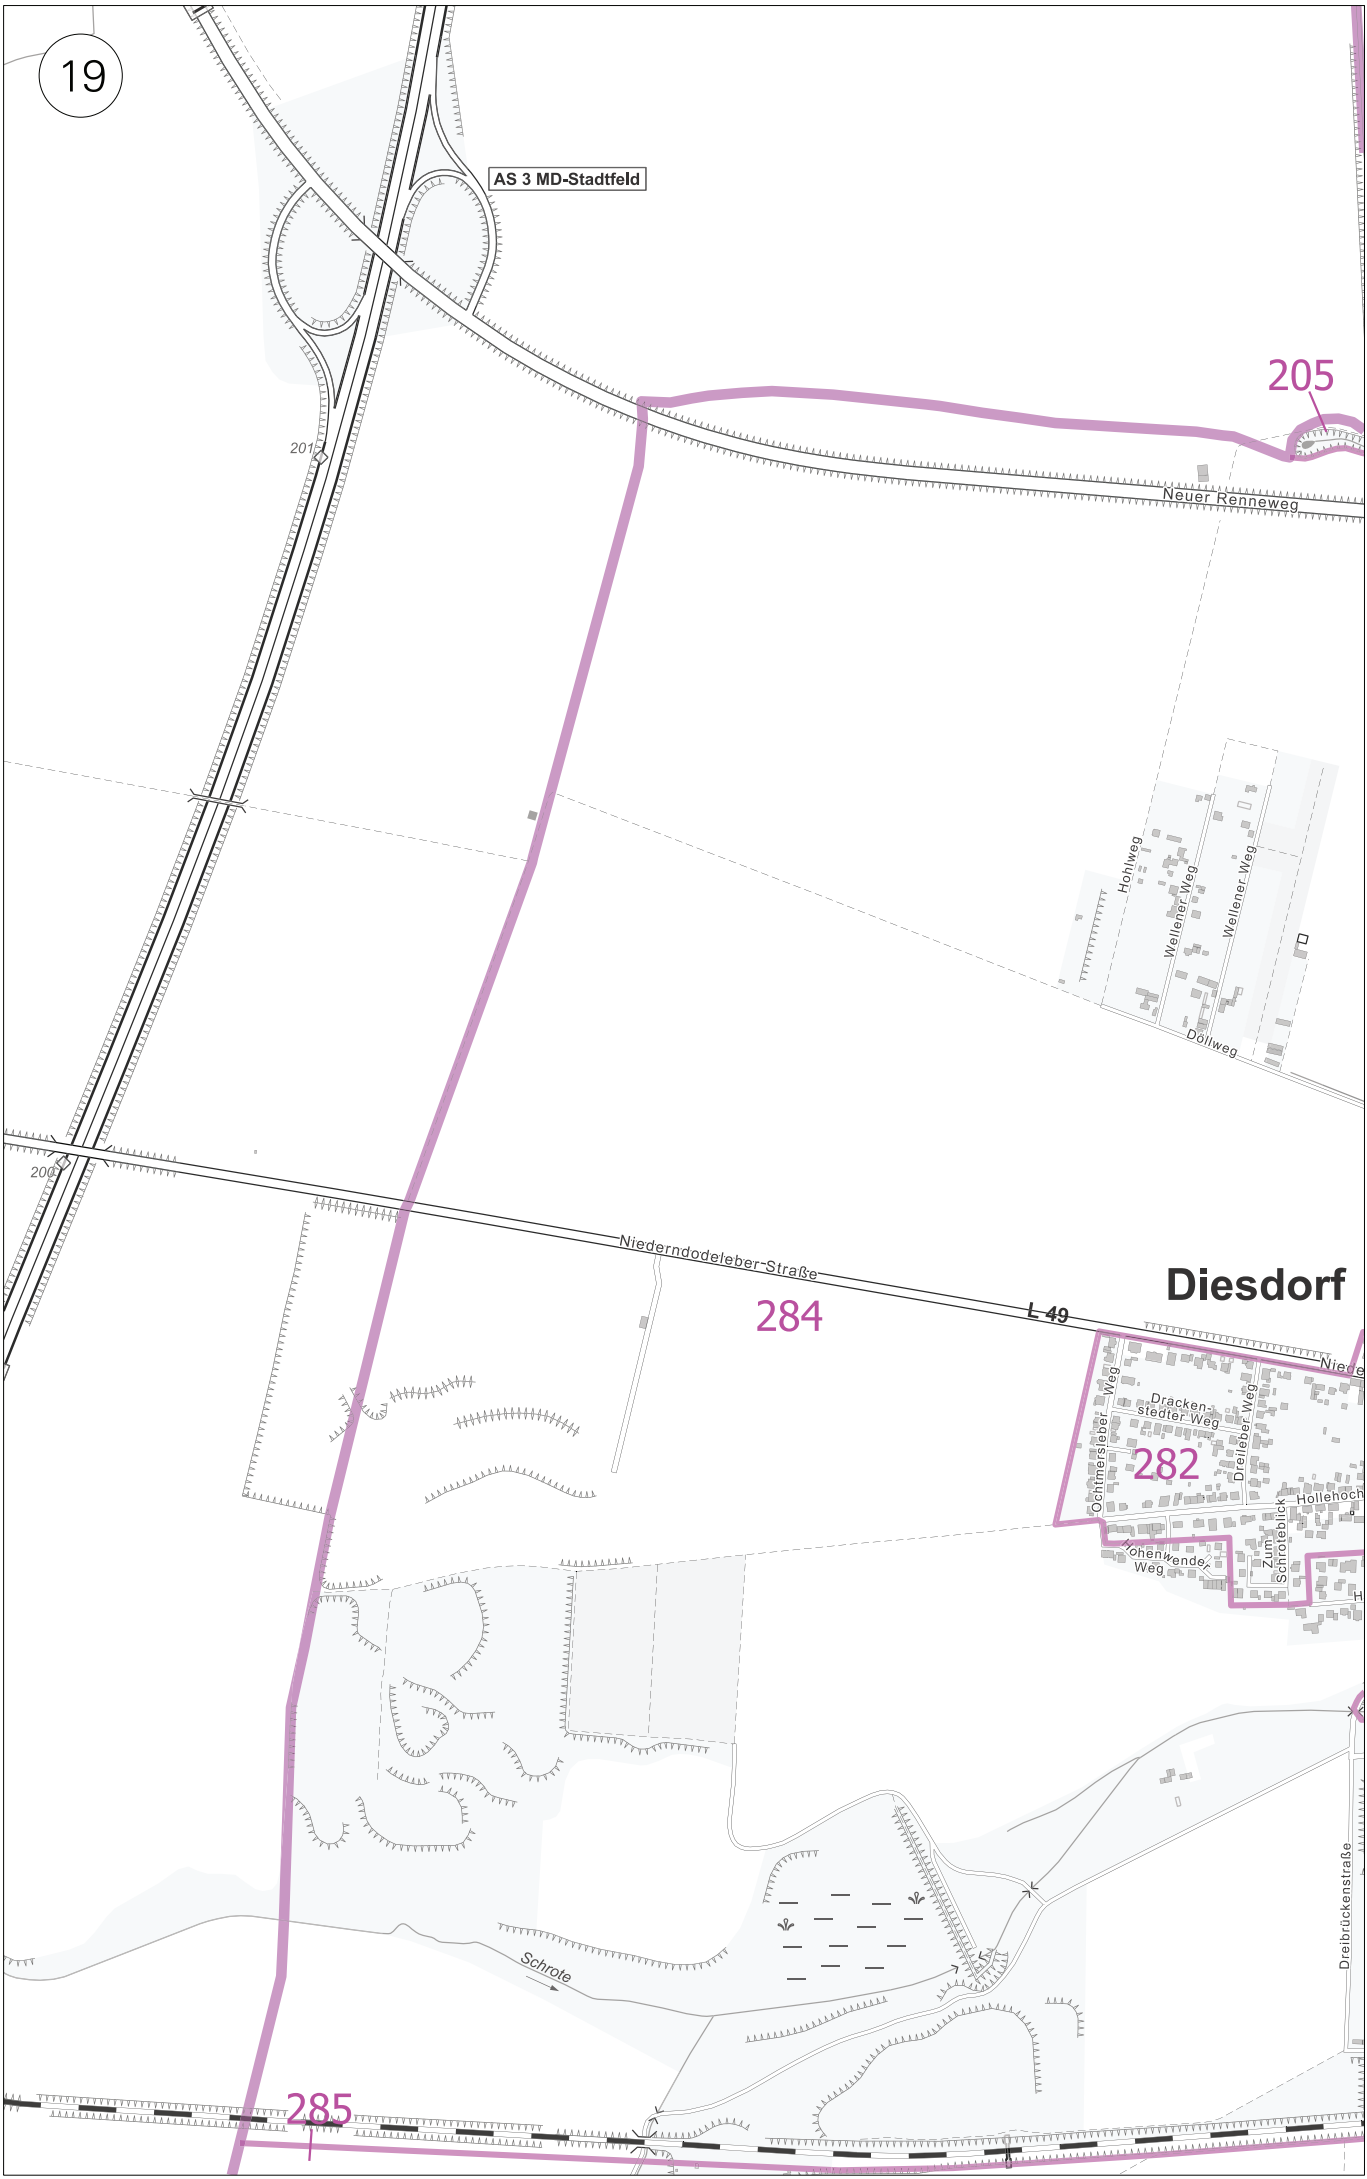 19
AS 3 MD-Stadtfeld
205
201
Neuer Renneweg
Hohlweg
Wellener Weg
Wellener Weg
Döllweg
200
Niederndodeleber Straße
Diesdorf
284
L 49
Niede
Ochtmersleber Weg
Dracken-
stedter Weg
Dreileber Weg
282
Hollehoch
Hohenwender
Weg
Zum
Schroteblick
H
Dreibrückenstraße
Schrote
285